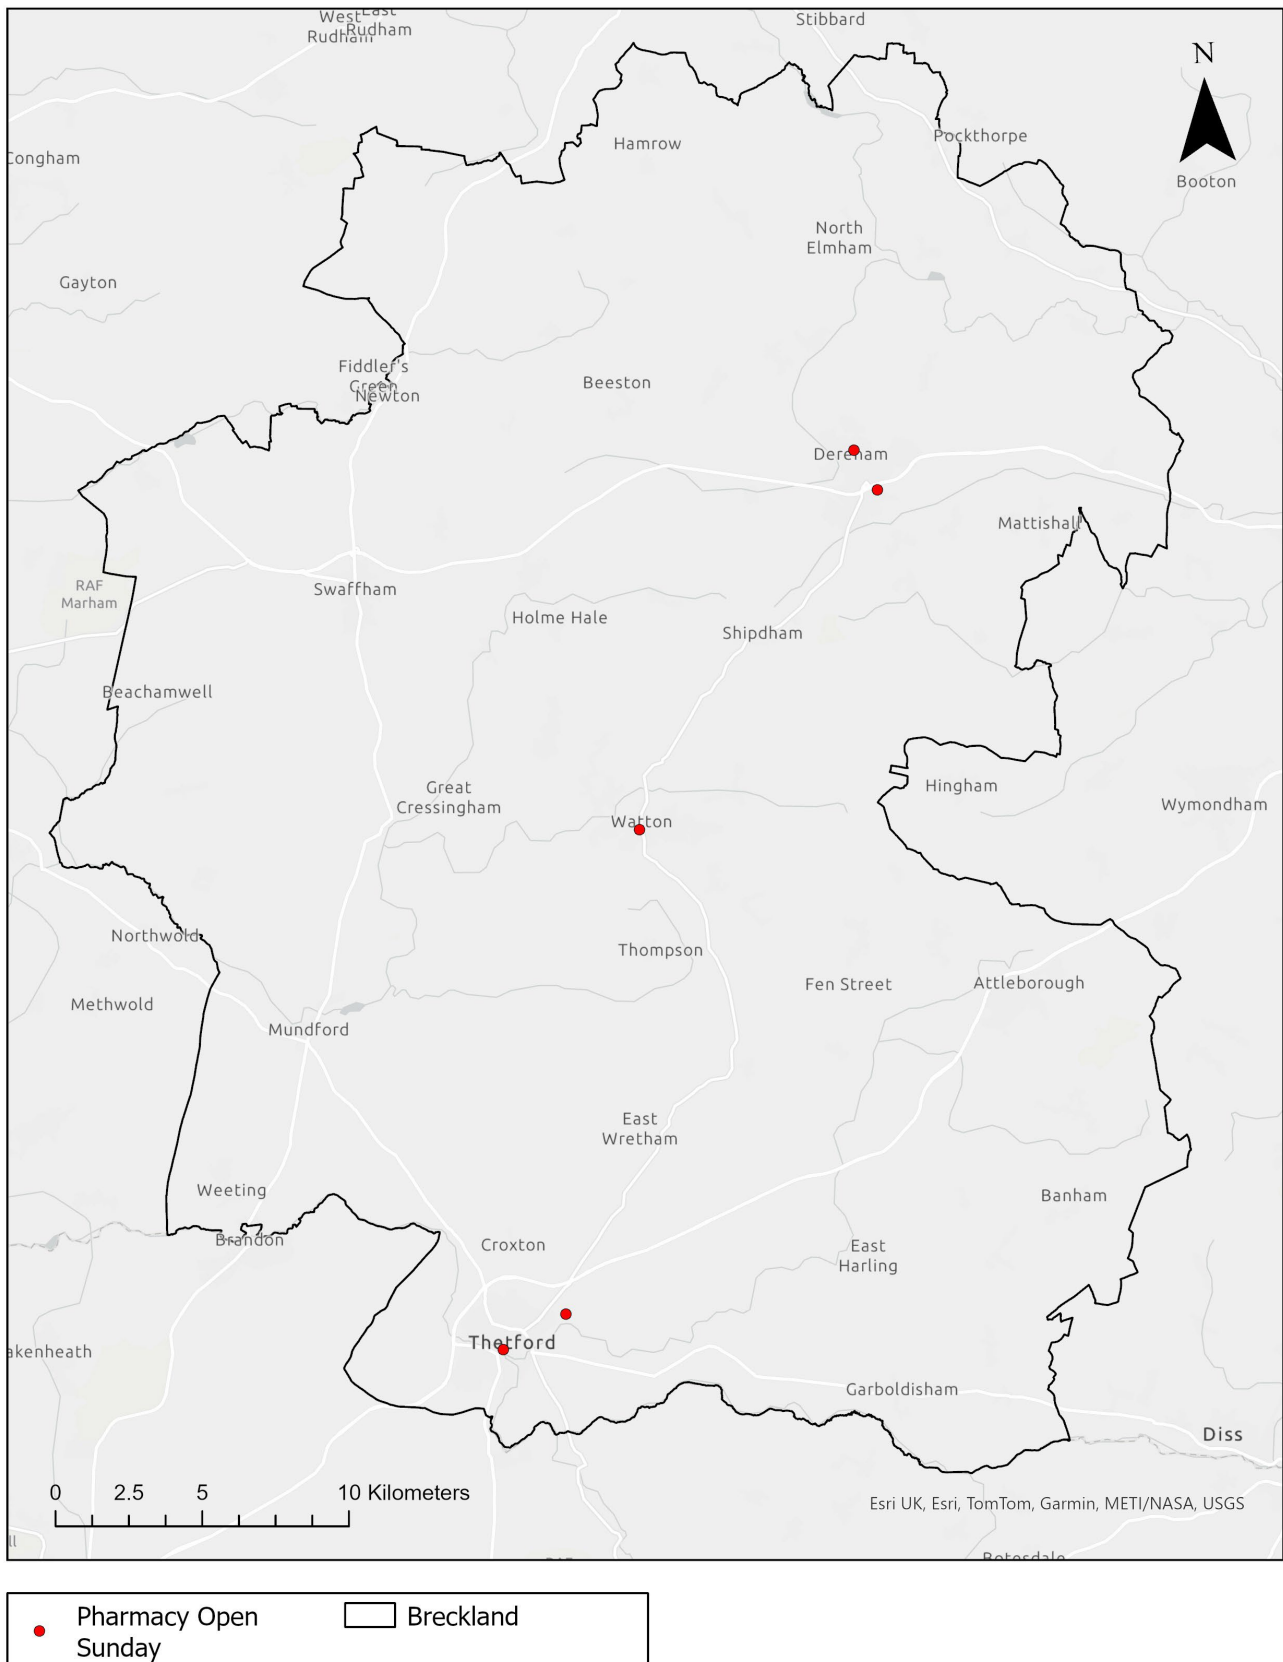 West
East
Rudham
Rudham
Stibbard
N
Hamrow
Pockthorpe
Congham
Booton
North
Elmham
Gayton
Fiddler's
Green
Newton
Beeston
Dereham
Mattishall
RAF
Marham
Swaffham
Holme Hale
Shipdham
Beachamwell
Great
Cressingham
Hingham
Wymondham
Watton
Northwold
Thompson
Fen Street
Attleborough
Methwold
Mundford
East
Wretham
Weeting
Banham
Brandon
Croxton
East
Harling
Thetford
akenheath
Garboldisham
Diss
0 2.5 5 10 Kilometers
Esri UK, Esri, TomTom, Garmin, METI/NASA, USGS
Pharmacy Open
Sunday
Breckland